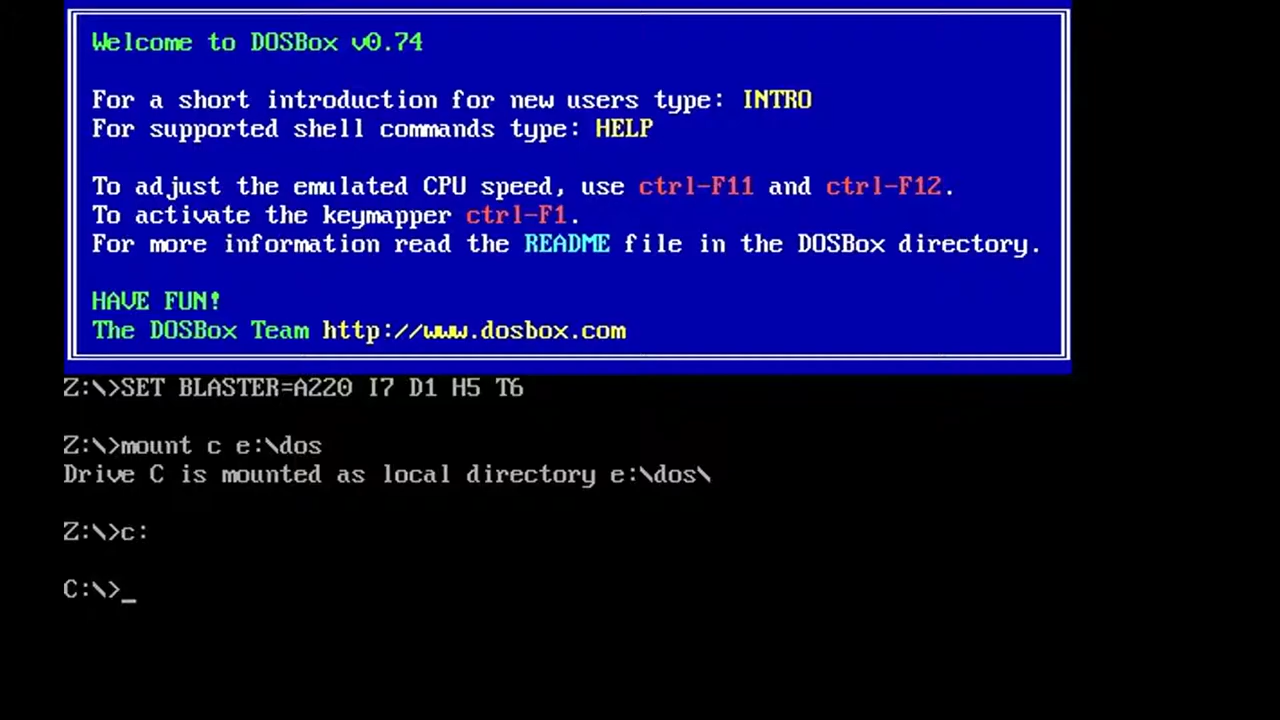 Welcome to DOSBox v0.74
For a short introduction for new users type: INTRO
For supported shell commands type: HELP
To adjust the emulated CPU speed, use ctrl-F11 and ctrl-F12.
To activate the keymapper ctrl-F1.
For more information read the README file in the DOSBox directory.
HAVE FUN!
The DOSBox Team http://www.dosbox.com
Z:\>SET BLASTER=A220 I7 D1 H5 T6
Z:\>mount c e:\dos
Drive C is mounted as local directory e:\dos\
Z:\>c:
C:\>_